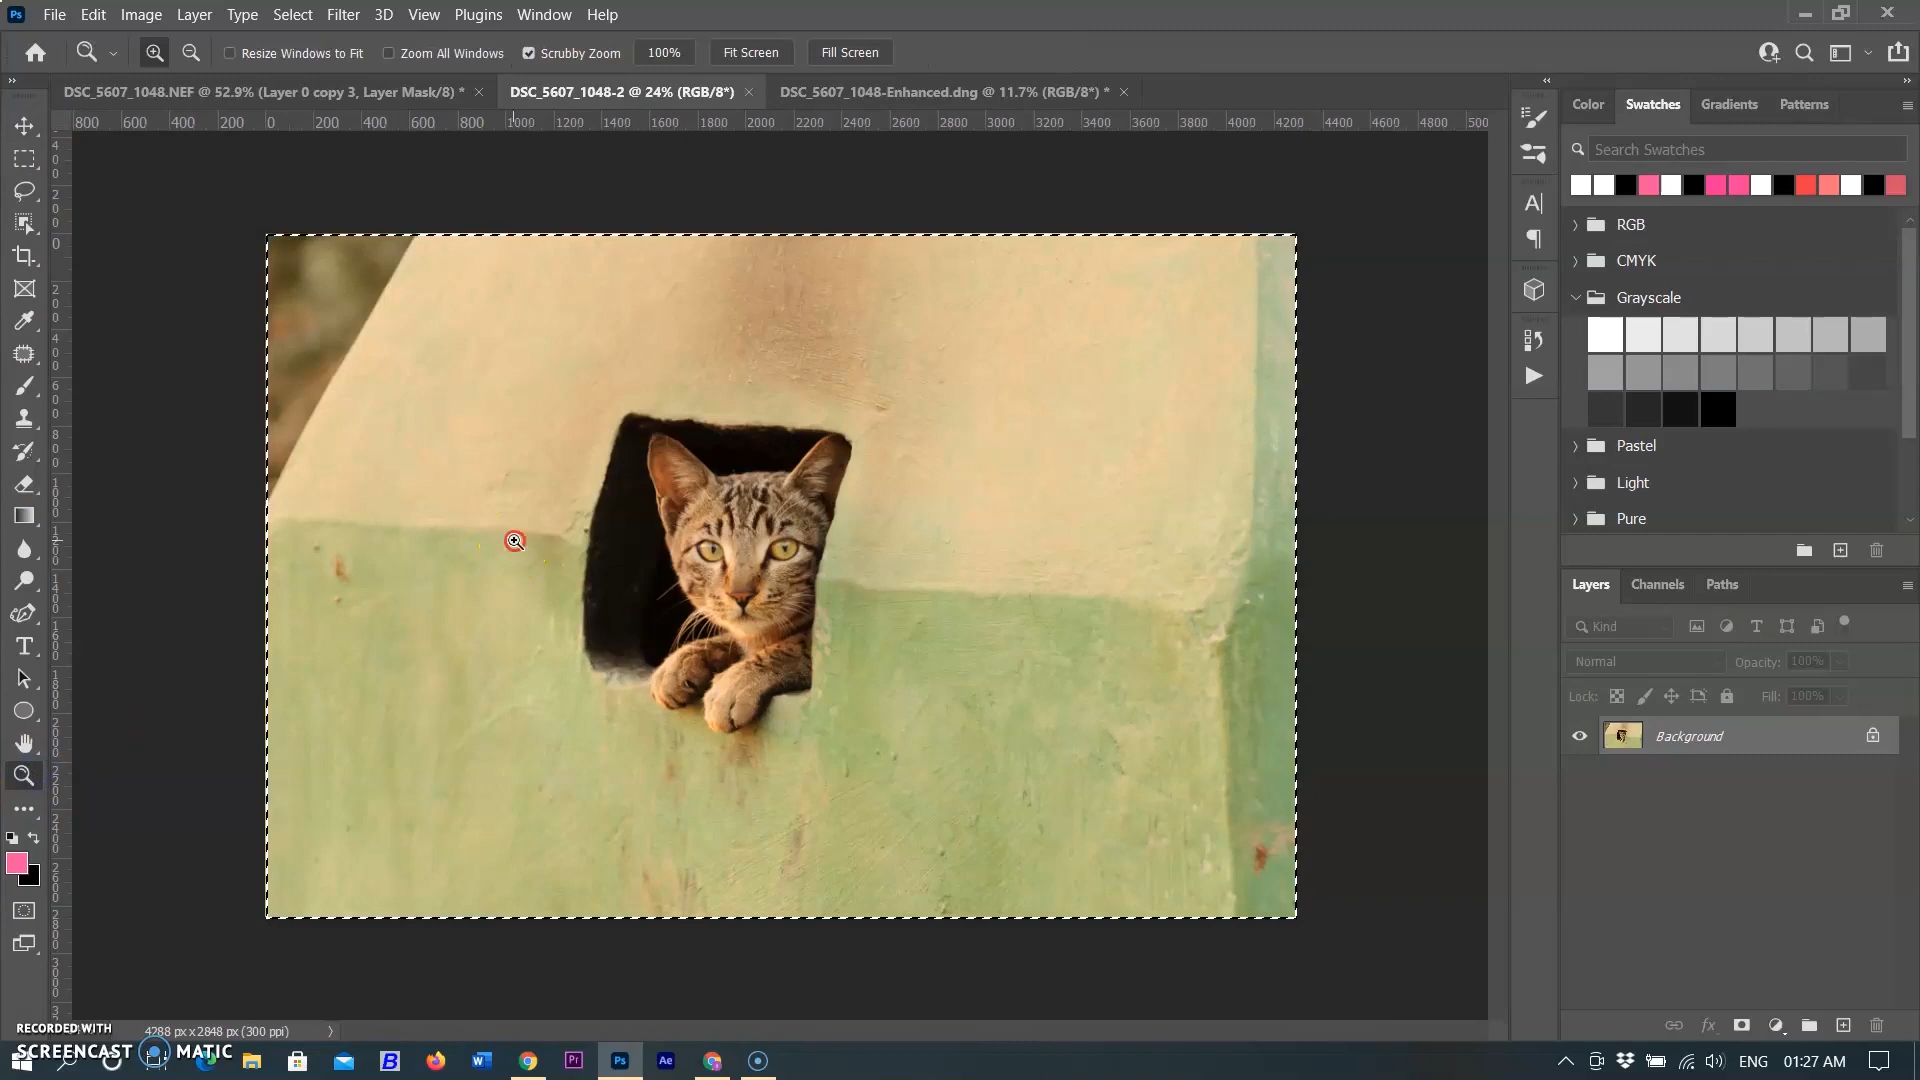 Ps File Edit Image Layer Type Select Filter 3D View Plugins Window Help
Resize Windows to Fit Zoom All Windows Scrubby Zoom 100% Fit Screen Fill Screen
DSC_5607_1048.NEF @ 52.9% (Layer 0 copy 3, Layer Mask/8) * DSC_5607_1048-2 @ 24% (RGB/8*) DSC_5607_1048-Enhanced.dng @ 11.7% (RGB/8*) *
800 600 400 200 0 200 400 600 800 1000 1200 1400 1600 1800 2000 2200 2400 2600 2800 3000 3200 3400 3600 3800 4000 4200 4400 4600 4800 500
Color Swatches Gradients Patterns
Search Swatches
RGB
CMYK
Grayscale
Pastel
Light
Pure
Layers Channels Paths
Kind
Normal Opacity: 100%
Lock: Fill: 100%
Background
4288 px x 2848 px (300 ppi)
RECORDED WITH
SCREENCAST MATIC
B Pr Ps Ae ENG 01:27 AM